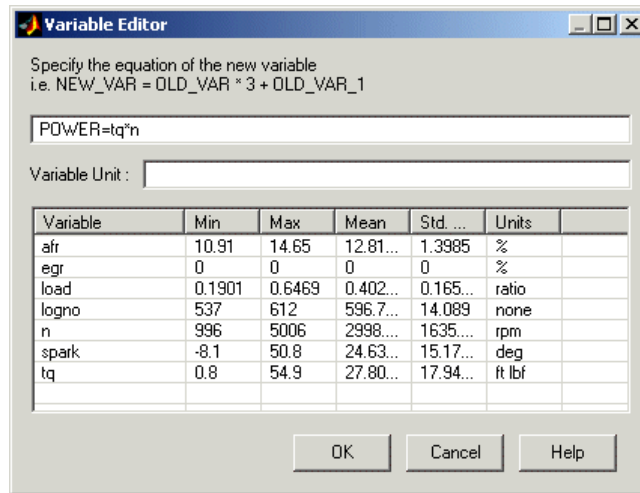 Variable Editor
Specify the equation of the new variable
i.e. NEW_VAR = OLD_VAR * 3 + OLD_VAR_1
POWER=tq*n
Variable Unit :
Variable Min Max Mean Std. ... Units
afr 10.91 14.65 12.81... 1.3985 %
egr 0 0 0 0 %
load 0.1901 0.6469 0.402... 0.165... ratio
logno 537 612 596.7... 14.089 none
n 996 5006 2998.... 1635.... rpm
spark -8.1 50.8 24.63... 15.17... deg
tq 0.8 54.9 27.80... 17.94... ft lbf
OK Cancel Help